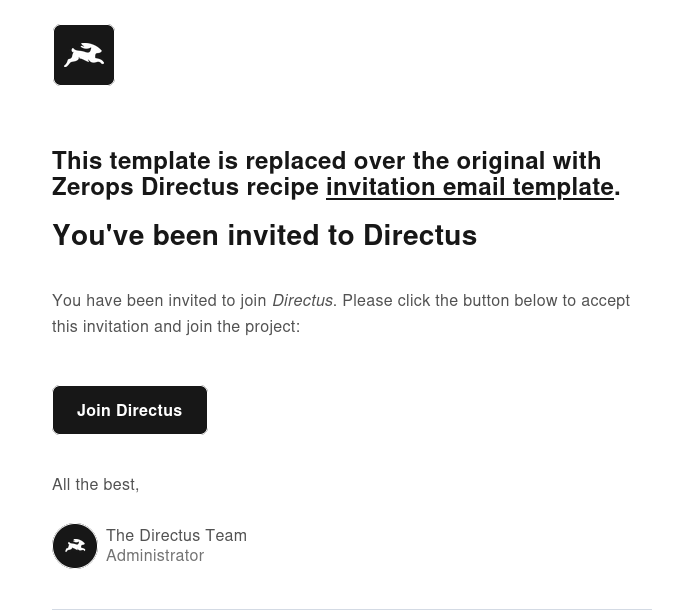 This template is replaced over the original with
Zerops Directus recipe invitation email template.
You've been invited to Directus
You have been invited to join Directus. Please click the button below to accept
this invitation and join the project:
Join Directus
All the best,
The Directus Team
Administrator